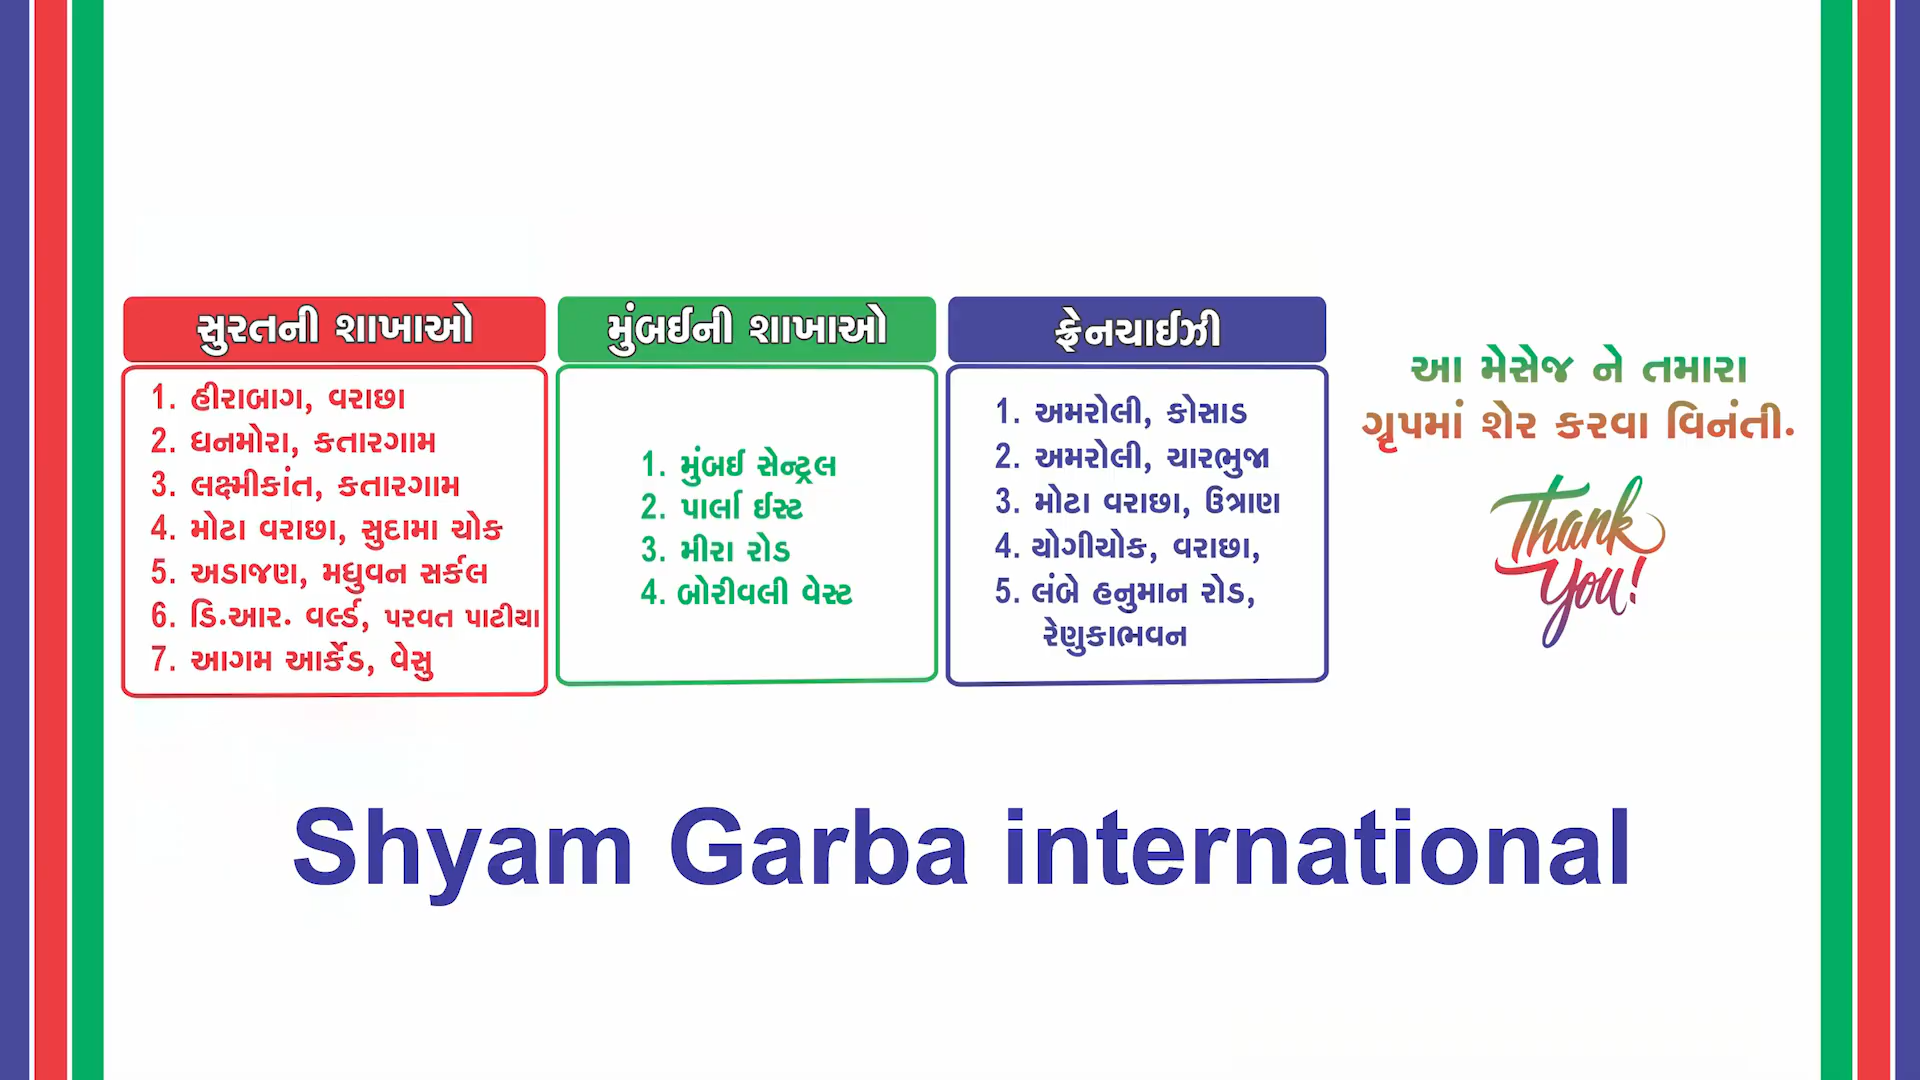 સુરતની શાખાઓ
1. હીરાબાગ, વરાછા
2. ધનમોરા, કતારગામ
3. લક્ષ્મીકાંત, કતારગામ
4. મોટા વરાછા, સુદામા ચોક
5. અડાજણ, મધુવન સર્કલ
6. ડિ.આર. વર્લ્ડ, પરવત પાટીયા
7. આગમ આર્કેડ, વેસુ
મુંબઈની શાખાઓ
1. મુંબઈ સેન્ટ્રલ
2. પાર્લા ઈસ્ટ
3. મીરા રોડ
4. બોરીવલી વેસ્ટ
ફ્રેનચાઈઝી
1. અમરોલી, કોસાડ
2. અમરોલી, ચારભુજા
3. મોટા વરાછા, ઉત્રાણ
4. યોગીચોક, વરાછા,
5. લંબે હનુમાન રોડ,
રેણુકાભવન
આ મેસેજ ને તમારા
ગ્રૃપમાં શેર કરવા વિનંતી.
Thank
You!
Shyam Garba international